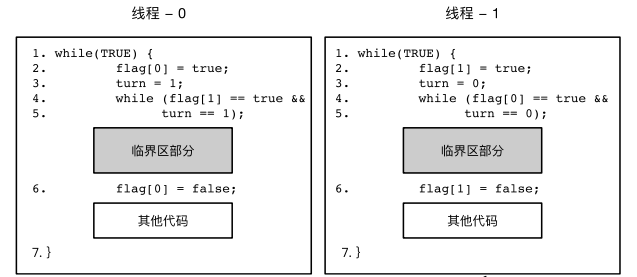 线程 – 0
1. while(TRUE) {
2. flag[0] = true;
3. turn = 1;
4. while (flag[1] == true &&
5. turn == 1);
临界区部分
6. flag[0] = false;
其他代码
7. }
线程 – 1
1. while(TRUE) {
2. flag[1] = true;
3. turn = 0;
4. while (flag[0] == true &&
5. turn == 0);
临界区部分
6. flag[1] = false;
其他代码
7. }